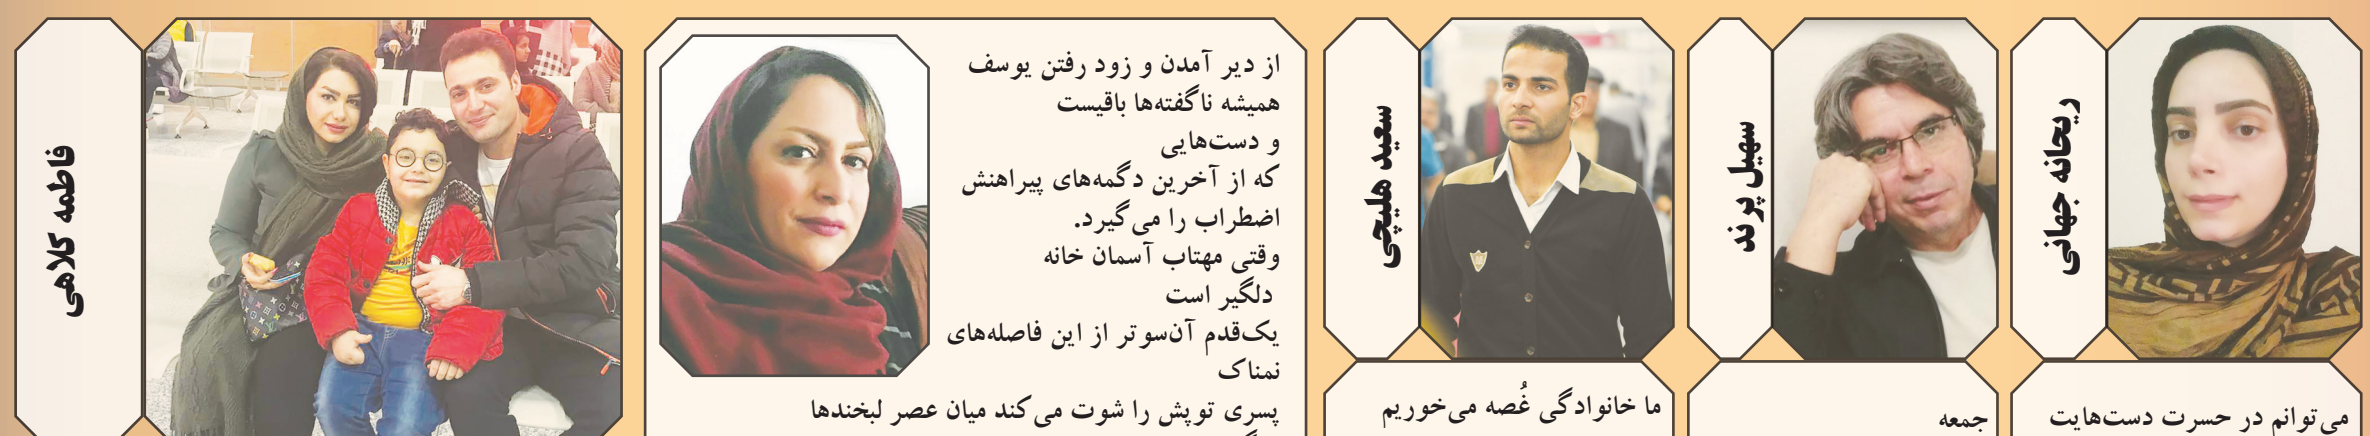 ریحانه جهانی
می‌توانم در حسرت دست‌هایت
سهیل پرند
جمعه
سعید هلیچی
ما خانوادگی غُصه می‌خوریم
از دیر آمدن و زود رفتن یوسف
همیشه ناگفته‌ها باقیست
و دست‌هایی
که از آخرین دگمه‌های پیراهنش
اضطراب را می‌گیرد.
وقتی مهتاب آسمان خانه
دلگیر است
یک‌قدم آن‌سوتر از این فاصله‌های
نمناک
پسری توپش را شوت می‌کند میان عصر لبخندها
فاطمه کلاهی